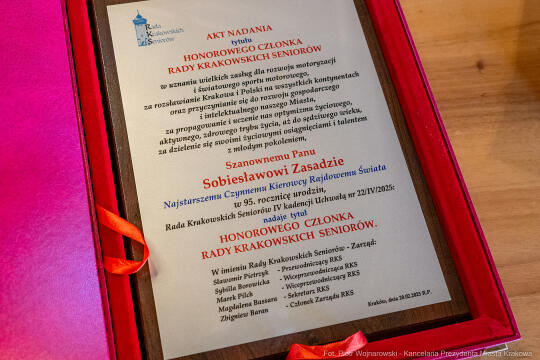 Rada
Krakowskich
Seniorów
R
K
S
AKT NADANIA
tytułu
HONOROWEGO CZŁONKA
RADY KRAKOWSKICH SENIORÓW
w uznaniu wielkich zasług dla rozwoju motoryzacji
i światowego sportu motorowego,
za rozsławianie Krakowa i Polski na wszystkich kontynentach
oraz przyczynianie się do rozwoju gospodarczego
i intelektualnego naszego Miasta,
za propagowanie i uczenie nas optymizmu życiowego,
aktywnego, zdrowego trybu życia, aż do sędziwego wieku,
za dzielenie się swoimi życiowymi osiągnięciami i talentem
z młodym pokoleniem,
Szanownemu Panu
Sobiesławowi Zasadzie
Najstarszemu Czynnemu Kierowcy Rajdowemu Świata
w 95. rocznicę urodzin,
Rada Krakowskich Seniorów IV kadencji Uchwałą nr 22/IV/2025:
nadaje tytuł
HONOROWEGO CZŁONKA
RADY KRAKOWSKICH SENIORÓW.
W imieniu Rady Krakowskich Seniorów - Zarząd:
Sławomir Pietrzyk - Przewodniczący RKS
Sybilla Borowicka - Wiceprzewodnicząca RKS
Marek Pilch - Wiceprzewodniczący RKS
Magdalena Bassara - Sekretarz RKS
Zbigniew Baran - Członek Zarządu RKS
Kraków, dnia 20.02.2025 R.P.
Fot. Piotr Wojnarowski - Kancelaria Prezydenta Miasta Krakowa